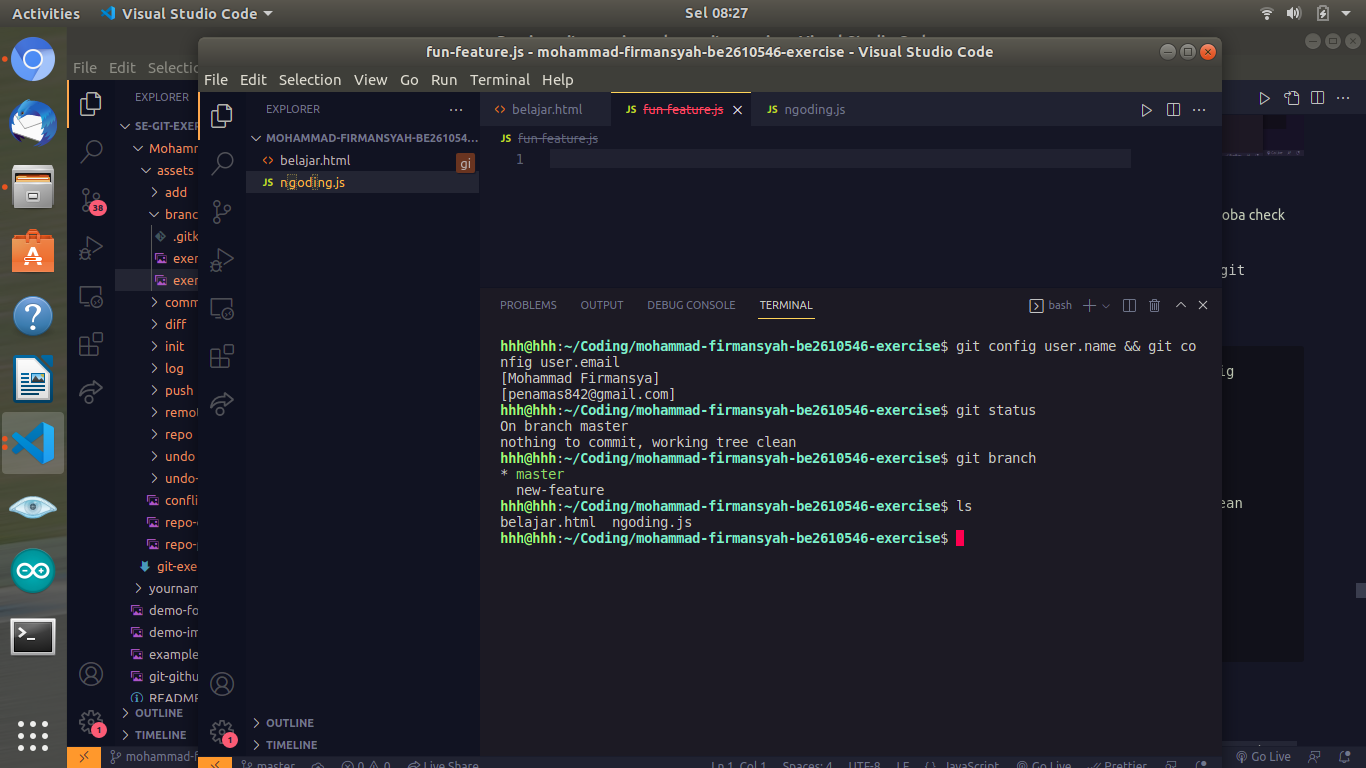 Activities Visual Studio Code Sel 08:27
fun-feature.js - mohammad-firmansyah-be2610546-exercise - Visual Studio Code
File Edit
File Edit Selection View Go Run Terminal Help
EXPLORER
SE-GIT-EXER
Mohamm
assets
add
branc
.gitk
exer
exer
comm
diff
init
log
push
remot
repo
undo
undo-
confli
repo-
repo-
git-exe
yournam
demo-fo
demo-im
example
git-githu
README
OUTLINE
TIMELINE
38
1
mohammad-f
EXPLORER
MOHAMMAD-FIRMANSYAH-BE261054...
belajar.html
gi
JS ngoding.js
OUTLINE
TIMELINE
1
belajar.html JS fun-feature.js JS ngoding.js
JS fun-feature.js
1
PROBLEMS OUTPUT DEBUG CONSOLE TERMINAL bash
hhh@hhh:~/Coding/mohammad-firmansyah-be2610546-exercise$ git config user.name && git co
nfig user.email
[Mohammad Firmansya]
[penamas842@gmail.com]
hhh@hhh:~/Coding/mohammad-firmansyah-be2610546-exercise$ git status
On branch master
nothing to commit, working tree clean
hhh@hhh:~/Coding/mohammad-firmansyah-be2610546-exercise$ git branch
* master
new-feature
hhh@hhh:~/Coding/mohammad-firmansyah-be2610546-exercise$ ls
belajar.html ngoding.js
hhh@hhh:~/Coding/mohammad-firmansyah-be2610546-exercise$
oba check
git
ig
ean
master 0 0 Live Share Ln 1, Col 1 Spaces: 4 UTF-8 LF JavaScript Go Live Prettier
Go Live